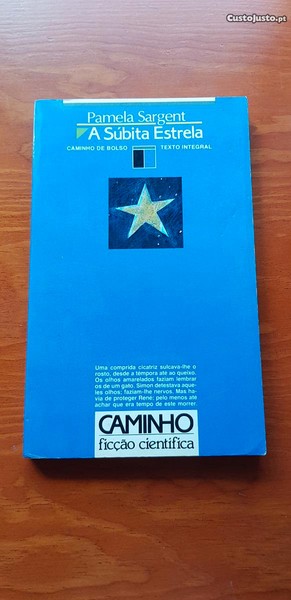 CustoJusto.pt
Pamela Sargent
A Súbita Estrela
CAMINHO DE BOLSO TEXTO INTEGRAL
Uma comprida cicatriz sulcava-lhe o
rosto, desde a têmpora até ao queixo.
Os olhos amarelados faziam lembrar
os de um gato. Simon detestava aque-
les olhos; faziam-lhe nervos. Mas ha-
via de proteger Rene: pelo menos até
achar que era tempo de este morrer.
CAMINHO
ficção científica